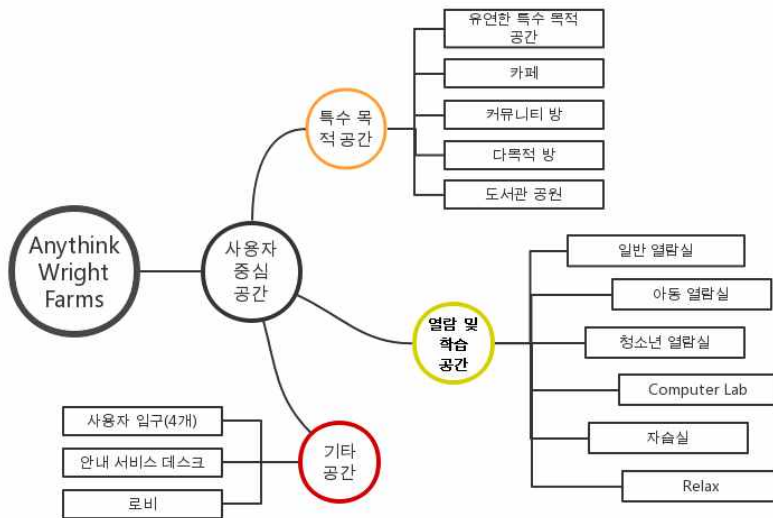 유연한 특수 목적
공간
카페
특수 목
적 공간
커뮤니티 방
다목적 방
도서관 공원
Anythink
Wright
Farms
사용자
중심
공간
일반 열람실
아동 열람실
열람 및
학습
공간
청소년 열람실
Computer Lab
자습실
Relax
사용자 입구(4개)
안내 서비스 데스크
로비
기타
공간